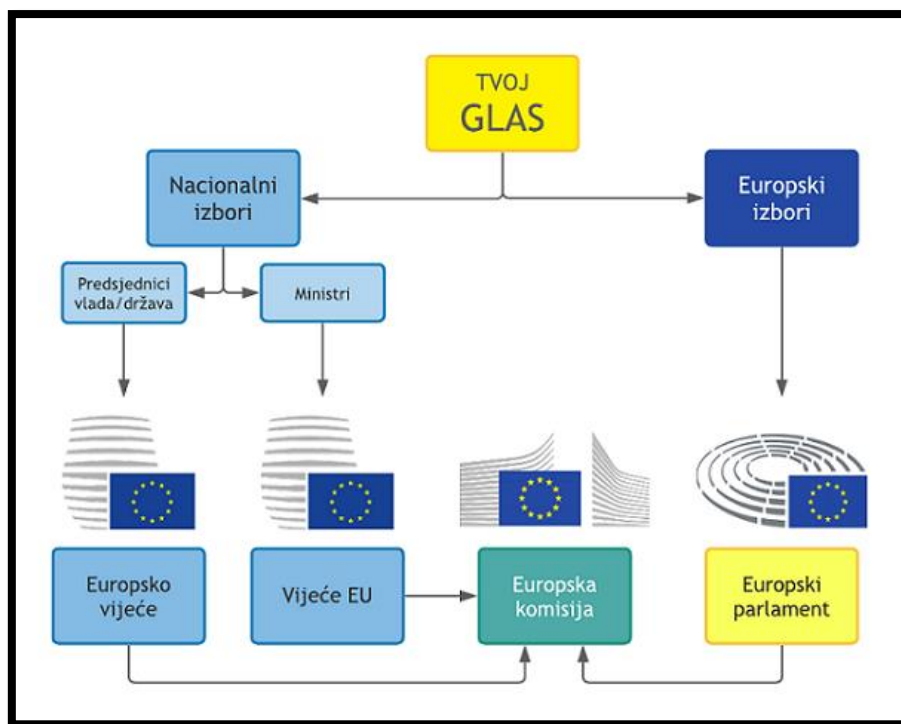 TVOJ
GLAS
Nacionalni
izbori
Europski
izbori
Predsjednici
vlada/država
Ministri
Europsko
vijeće
Vijeće EU
Europska
komisija
Europski
parlament